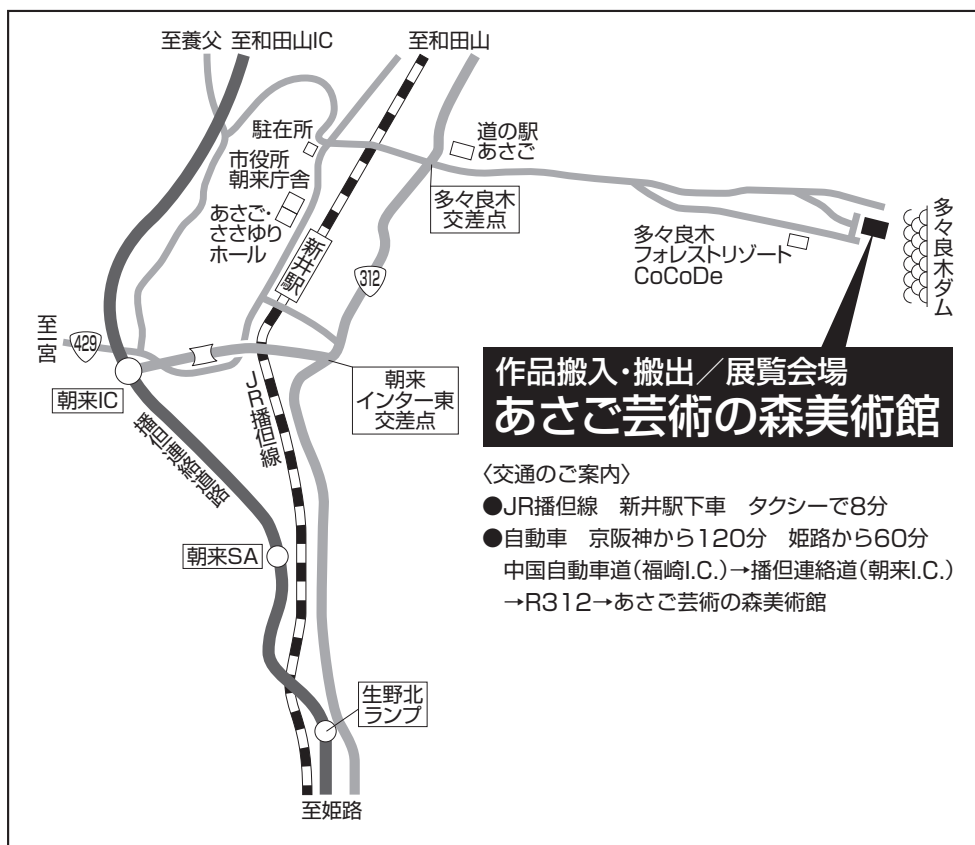 至養父
至和田山IC
至和田山
駐在所
市役所
朝来庁舎
あさご・
ささゆり
ホール
道の駅
あさご
多々良木
交差点
新井駅
312
多々良木
フォレストリゾート
CoCoDe
多々良木ダム
至一宮
429
朝来IC
播但連絡道路
JR播但線
朝来
インター東
交差点
作品搬入・搬出／展覧会場
あさご芸術の森美術館
〈交通のご案内〉
●JR播但線　新井駅下車　タクシーで8分
●自動車　京阪神から120分　姫路から60分
中国自動車道(福崎I.C.)→播但連絡道(朝来I.C.)
→R312→あさご芸術の森美術館
朝来SA
生野北
ランプ
至姫路